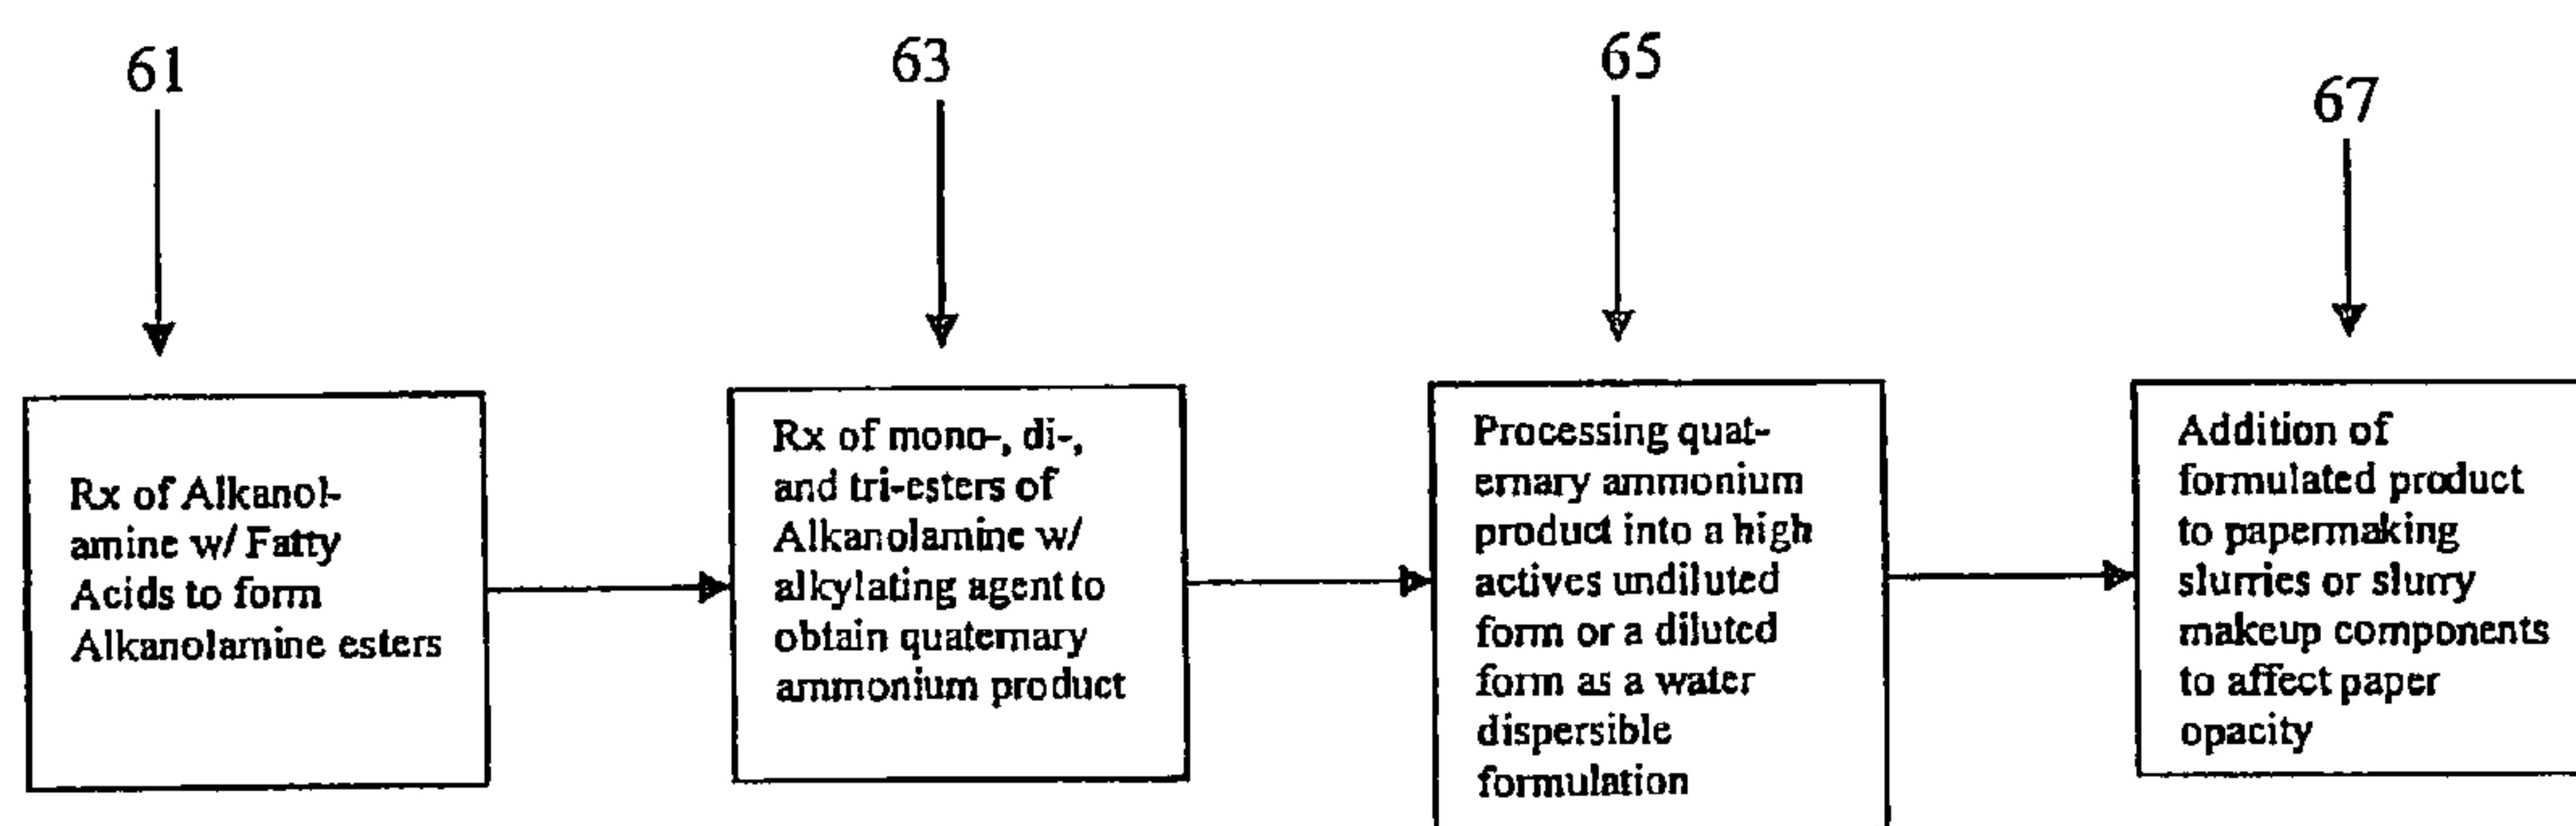 61
63
65
67
Rx of Alkanol-
amine w/ Fatty
Acids to form
Alkanolamine esters
Rx of mono-, di-,
and tri-esters of
Alkanolamine w/
alkylating agent to
obtain quaternary
ammonium product
Processing quat-
ernary ammonium
product into a high
actives undiluted
form or a diluted
form as a water
dispersible
formulation
Addition of
formulated product
to papermaking
slurries or slurry
makeup components
to affect paper
opacity